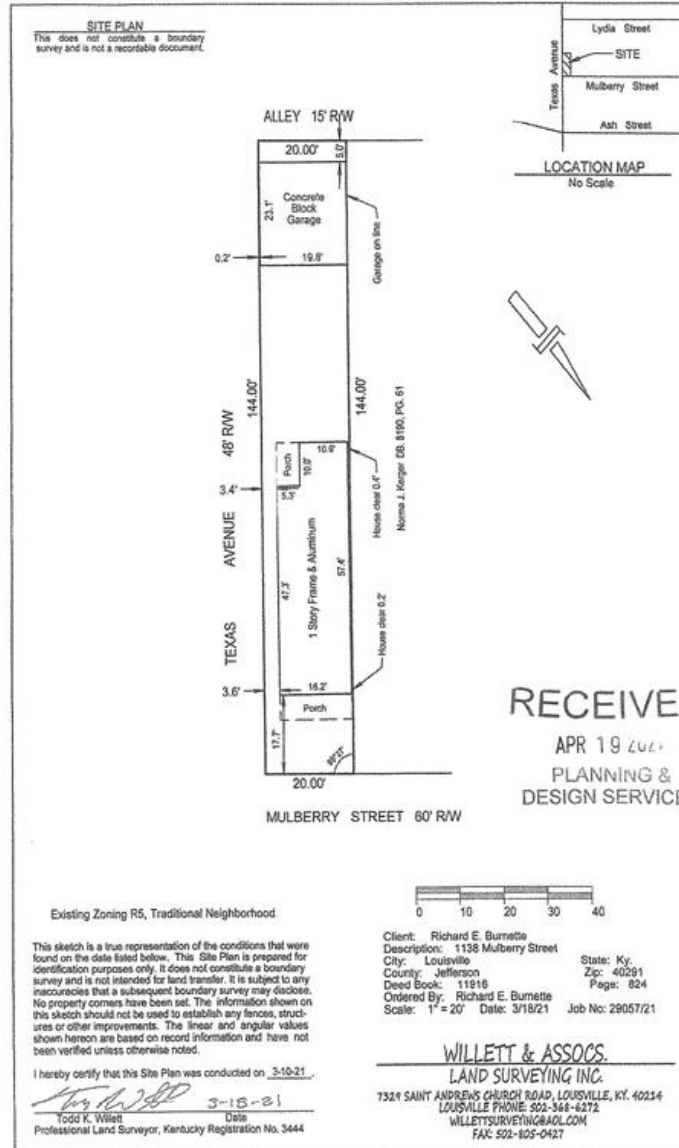 SITE PLAN
This does not constitute a boundary
survey and is not a recordable document.
Lydia Street
SITE
Texas Avenue
Mulberry Street
Ash Street
LOCATION MAP
No Scale
ALLEY 15' R/W
20.00'
5.0'
Concrete
Block
Garage
23.1'
0.2'
19.8'
Garage on line
144.00'
144.00'
TEXAS AVENUE 48' R/W
Norma J. Karger DB. 8190, PG. 61
10.9'
Porch
10.0'
3.4'
5.3'
House clear 0.4'
1 Story Frame & Aluminum
47.3'
57.4'
House clear 0.2'
3.6'
16.2'
Porch
17.7'
20.00'
MULBERRY STREET 60' R/W
RECEIVE
APR 19
PLANNING &
DESIGN SERVICE
Existing Zoning R5, Traditional Neighborhood
This sketch is a true representation of the conditions that were
found on the date listed below. This Site Plan is prepared for
identification purposes only. It does not constitute a boundary
survey and is not intended for land transfer. It is subject to any
inaccuracies that a subsequent boundary survey may disclose.
No property corners have been set. The information shown on
this sketch should not be used to establish any fences, struct-
ures or other improvements. The linear and angular values
shown hereon are based on record information and have not
been verified unless otherwise noted.
I hereby certify that this Site Plan was conducted on 3-10-21.
3-18-21
Todd K. Willett Date
Professional Land Surveyor, Kentucky Registration No. 3444
0 10 20 30 40
Client: Richard E. Burnette
Description: 1138 Mulberry Street
City: Louisville State: Ky.
County: Jefferson Zip: 40291
Deed Book: 11916 Page: 824
Ordered By: Richard E. Burnette
Scale: 1" = 20' Date: 3/18/21 Job No: 29057/21
WILLETT & ASSOCS.
LAND SURVEYING INC.
7329 SAINT ANDREWS CHURCH ROAD, LOUISVILLE, KY. 40214
LOUISVILLE PHONE: 502-368-6272
WILLETTSURVEYING@AOL.COM
FAX: 502-805-0427